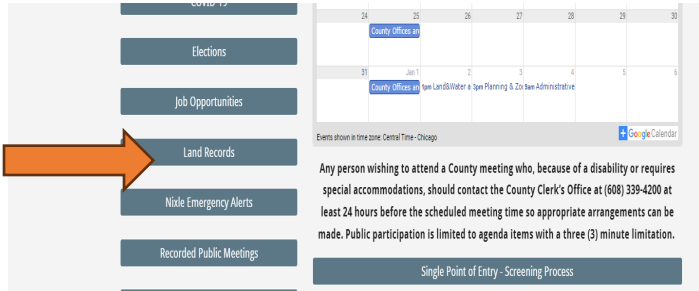 COVID-19
Elections
Job Opportunities
Land Records
Nixle Emergency Alerts
Recorded Public Meetings
24 25 26 27 28 29 30
County Offices an
31 Jan 1 2 3 4 5 6
County Offices an 1pm Land&Water a 3pm Planning & Zo 9am Administrative
Events shown in time zone: Central Time - Chicago
+ Google Calendar
Any person wishing to attend a County meeting who, because of a disability or requires
special accommodations, should contact the County Clerk's Office at (608) 339-4200 at
least 24 hours before the scheduled meeting time so appropriate arrangements can be
made. Public participation is limited to agenda items with a three (3) minute limitation.
Single Point of Entry - Screening Process